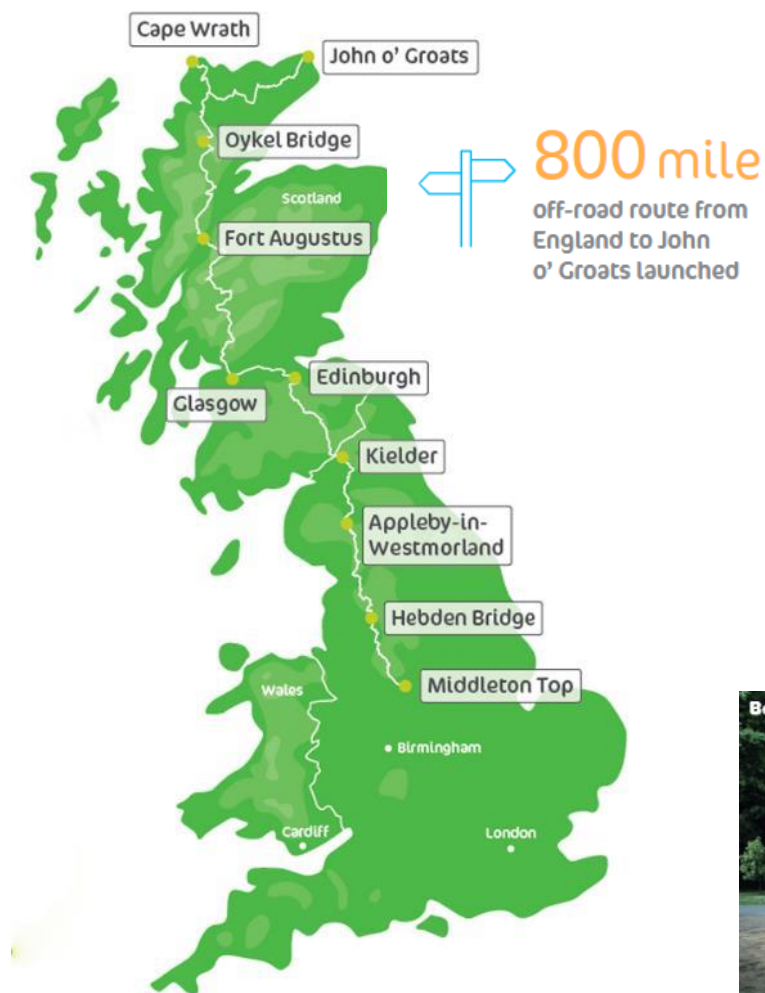 Cape Wrath
John o' Groats
Oykel Bridge
800 mile
off-road route from
England to John
o' Groats launched
Scotland
Fort Augustus
Edinburgh
Glasgow
Kielder
Appleby-in-
Westmorland
Hebden Bridge
Middleton Top
Wales
Birmingham
Cardiff
London